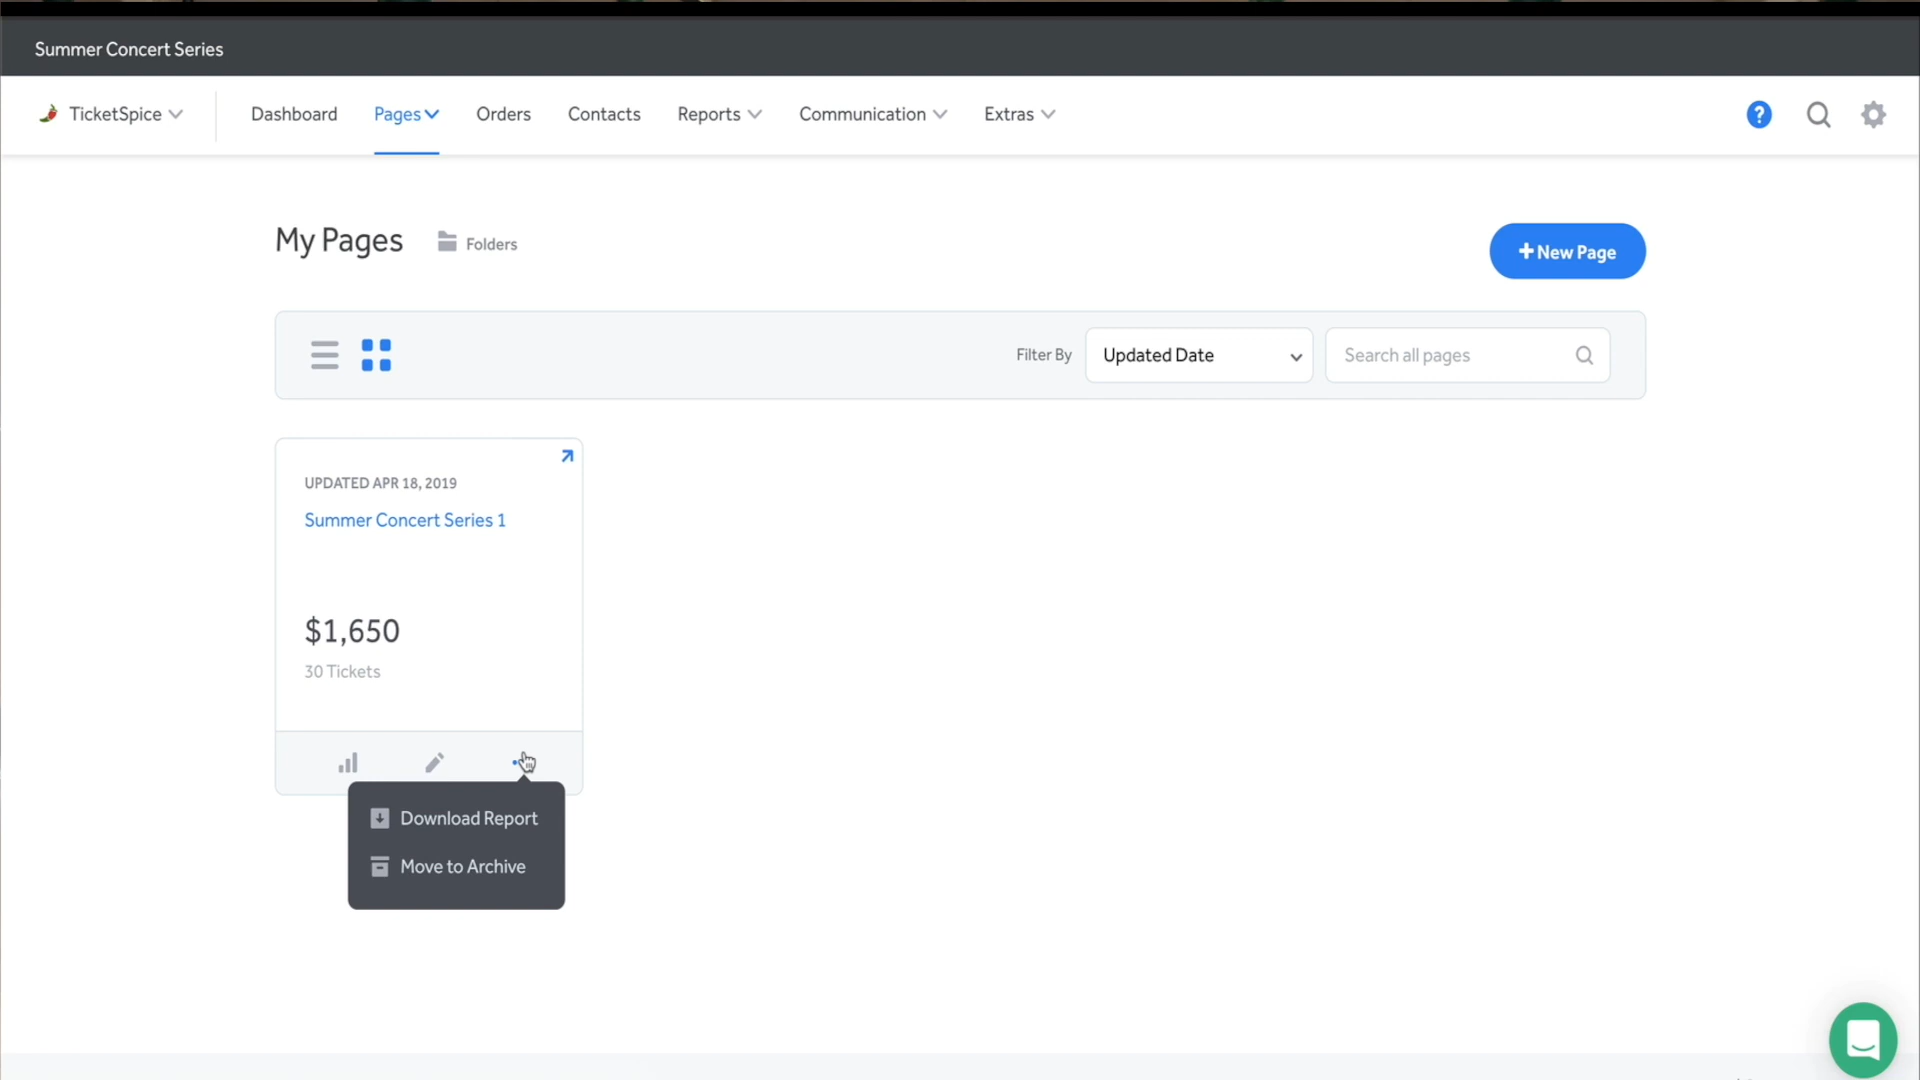 Summer Concert Series
TicketSpice
Dashboard
Pages
Orders
Contacts
Reports
Communication
Extras
?
My Pages
Folders
+ New Page
Filter By
Updated Date
Search all pages
UPDATED APR 18, 2019
Summer Concert Series 1
$1,650
30 Tickets
Download Report
Move to Archive